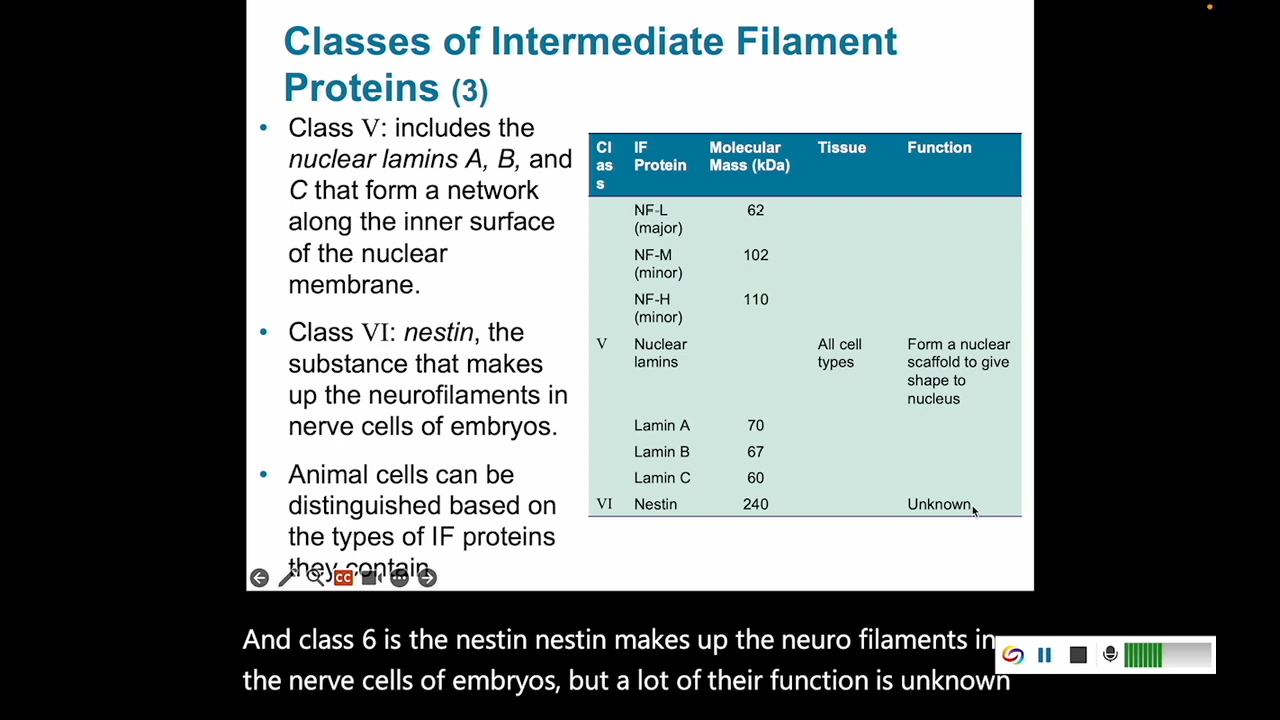 Classes of Intermediate Filament
Proteins (3)
• Class V: includes the
nuclear lamins A, B, and
C that form a network
along the inner surface
of the nuclear
membrane.
• Class VI: nestin, the
substance that makes
up the neurofilaments in
nerve cells of embryos.
• Animal cells can be
distinguished based on
the types of IF proteins
they contain
Cl as s IF Protein Molecular Mass (kDa) Tissue Function
NF-L (major) 62
NF-M (minor) 102
NF-H (minor) 110
V Nuclear lamins All cell types Form a nuclear scaffold to give shape to nucleus
Lamin A 70
Lamin B 67
Lamin C 60
VI Nestin 240 Unknown
CC
And class 6 is the nestin nestin makes up the neuro filaments in
the nerve cells of embryos, but a lot of their function is unknown